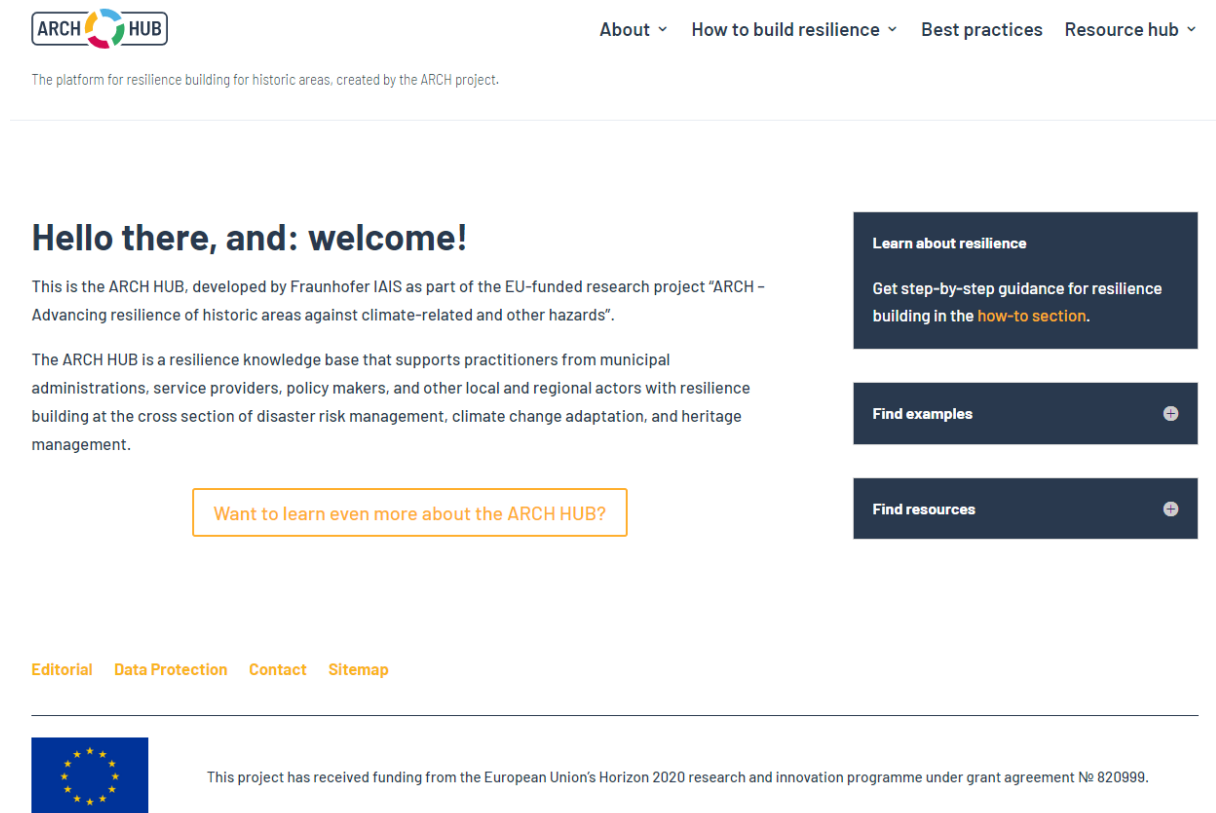 ARCH HUB
About
How to build resilience
Best practices
Resource hub
The platform for resilience building for historic areas, created by the ARCH project.
Hello there, and: welcome!
This is the ARCH HUB, developed by Fraunhofer IAIS as part of the EU-funded research project “ARCH –
Advancing resilience of historic areas against climate-related and other hazards”.
The ARCH HUB is a resilience knowledge base that supports practitioners from municipal
administrations, service providers, policy makers, and other local and regional actors with resilience
building at the cross section of disaster risk management, climate change adaptation, and heritage
management.
Want to learn even more about the ARCH HUB?
Learn about resilience
Get step-by-step guidance for resilience
building in the how-to section.
Find examples
Find resources
Editorial
Data Protection
Contact
Sitemap
This project has received funding from the European Union’s Horizon 2020 research and innovation programme under grant agreement № 820999.